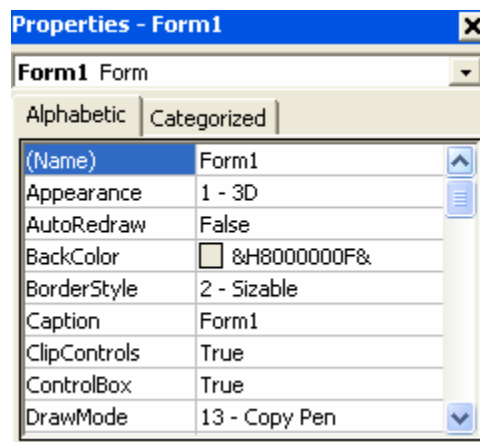 Properties - Form1
Form1 Form
Alphabetic Categorized
(Name) Form1
Appearance 1 - 3D
AutoRedraw False
BackColor &H8000000F&
BorderStyle 2 - Sizable
Caption Form1
ClipControls True
ControlBox True
DrawMode 13 - Copy Pen